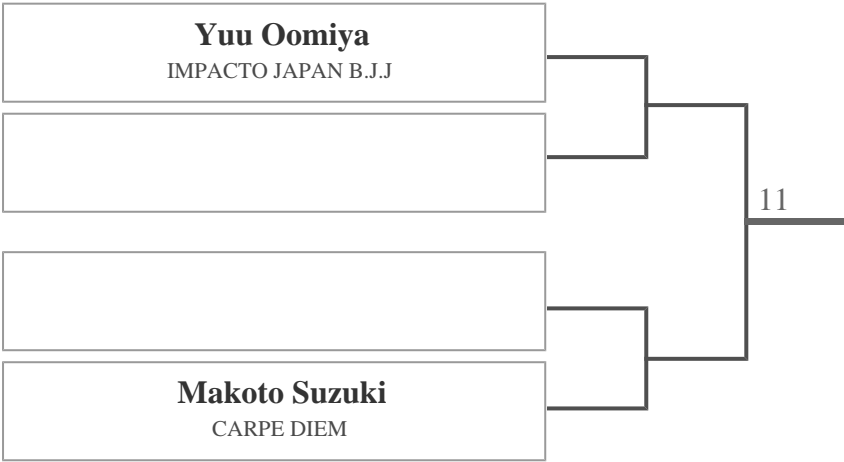 Yuu Oomiya
IMPACTO JAPAN B.J.J
11
Makoto Suzuki
CARPE DIEM